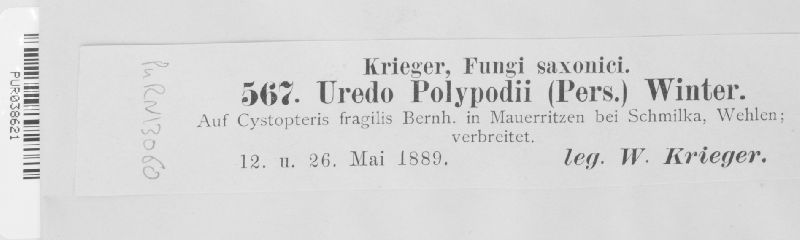 PUR038621
PuRN13060
Krieger, Fungi saxonici.
567. Uredo Polypodii (Pers.) Winter.
Auf Cystopteris fragilis Bernh. in Mauerritzen bei Schmilka, Wehlen;
verbreitet.
12. u. 26. Mai 1889. leg. W. Krieger.